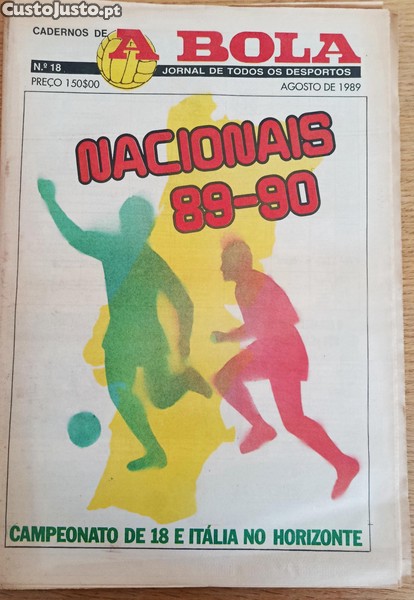 CustoJusto.pt
CADERNOS DE
A BOLA
N.º 18
JORNAL DE TODOS OS DESPORTOS
PREÇO 150$00
AGOSTO DE 1989
NACIONAIS
89-90
CAMPEONATO DE 18 E ITÁLIA NO HORIZONTE